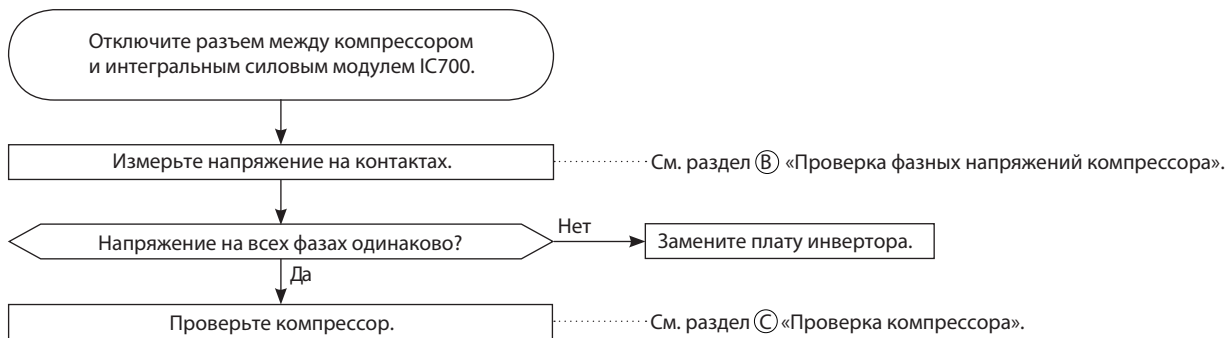 Отключите разъем между компрессором
и интегральным силовым модулем IC700.
Измерьте напряжение на контактах.
См. раздел Ⓑ «Проверка фазных напряжений компрессора».
Напряжение на всех фазах одинаково?
Нет
Замените плату инвертора.
Да
Проверьте компрессор.
См. раздел Ⓒ «Проверка компрессора».